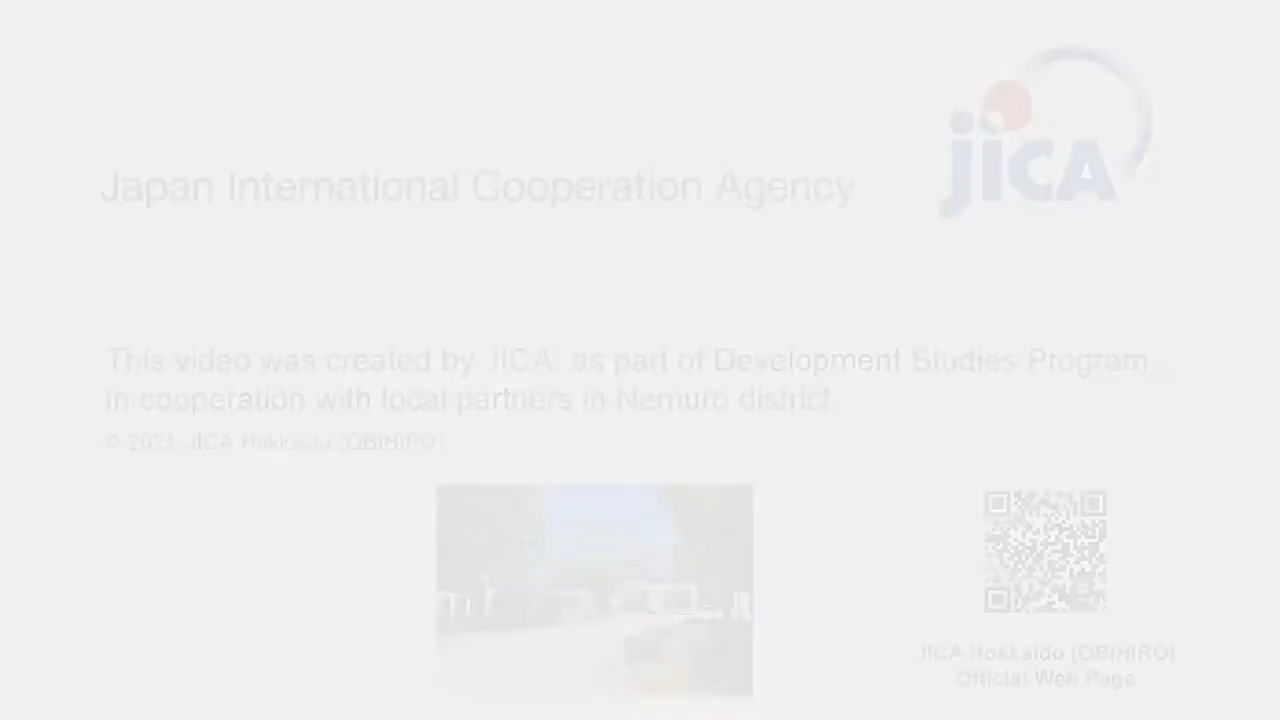 Japan International Cooperation Agency
jICA
This video was created by JICA, as part of Development Studies Program
in cooperation with local partners in Nemuro district.
© 2021 JICA Hokkaido (OBIHIRO)
JICA Hokkaido (OBIHIRO)
Official Web Page